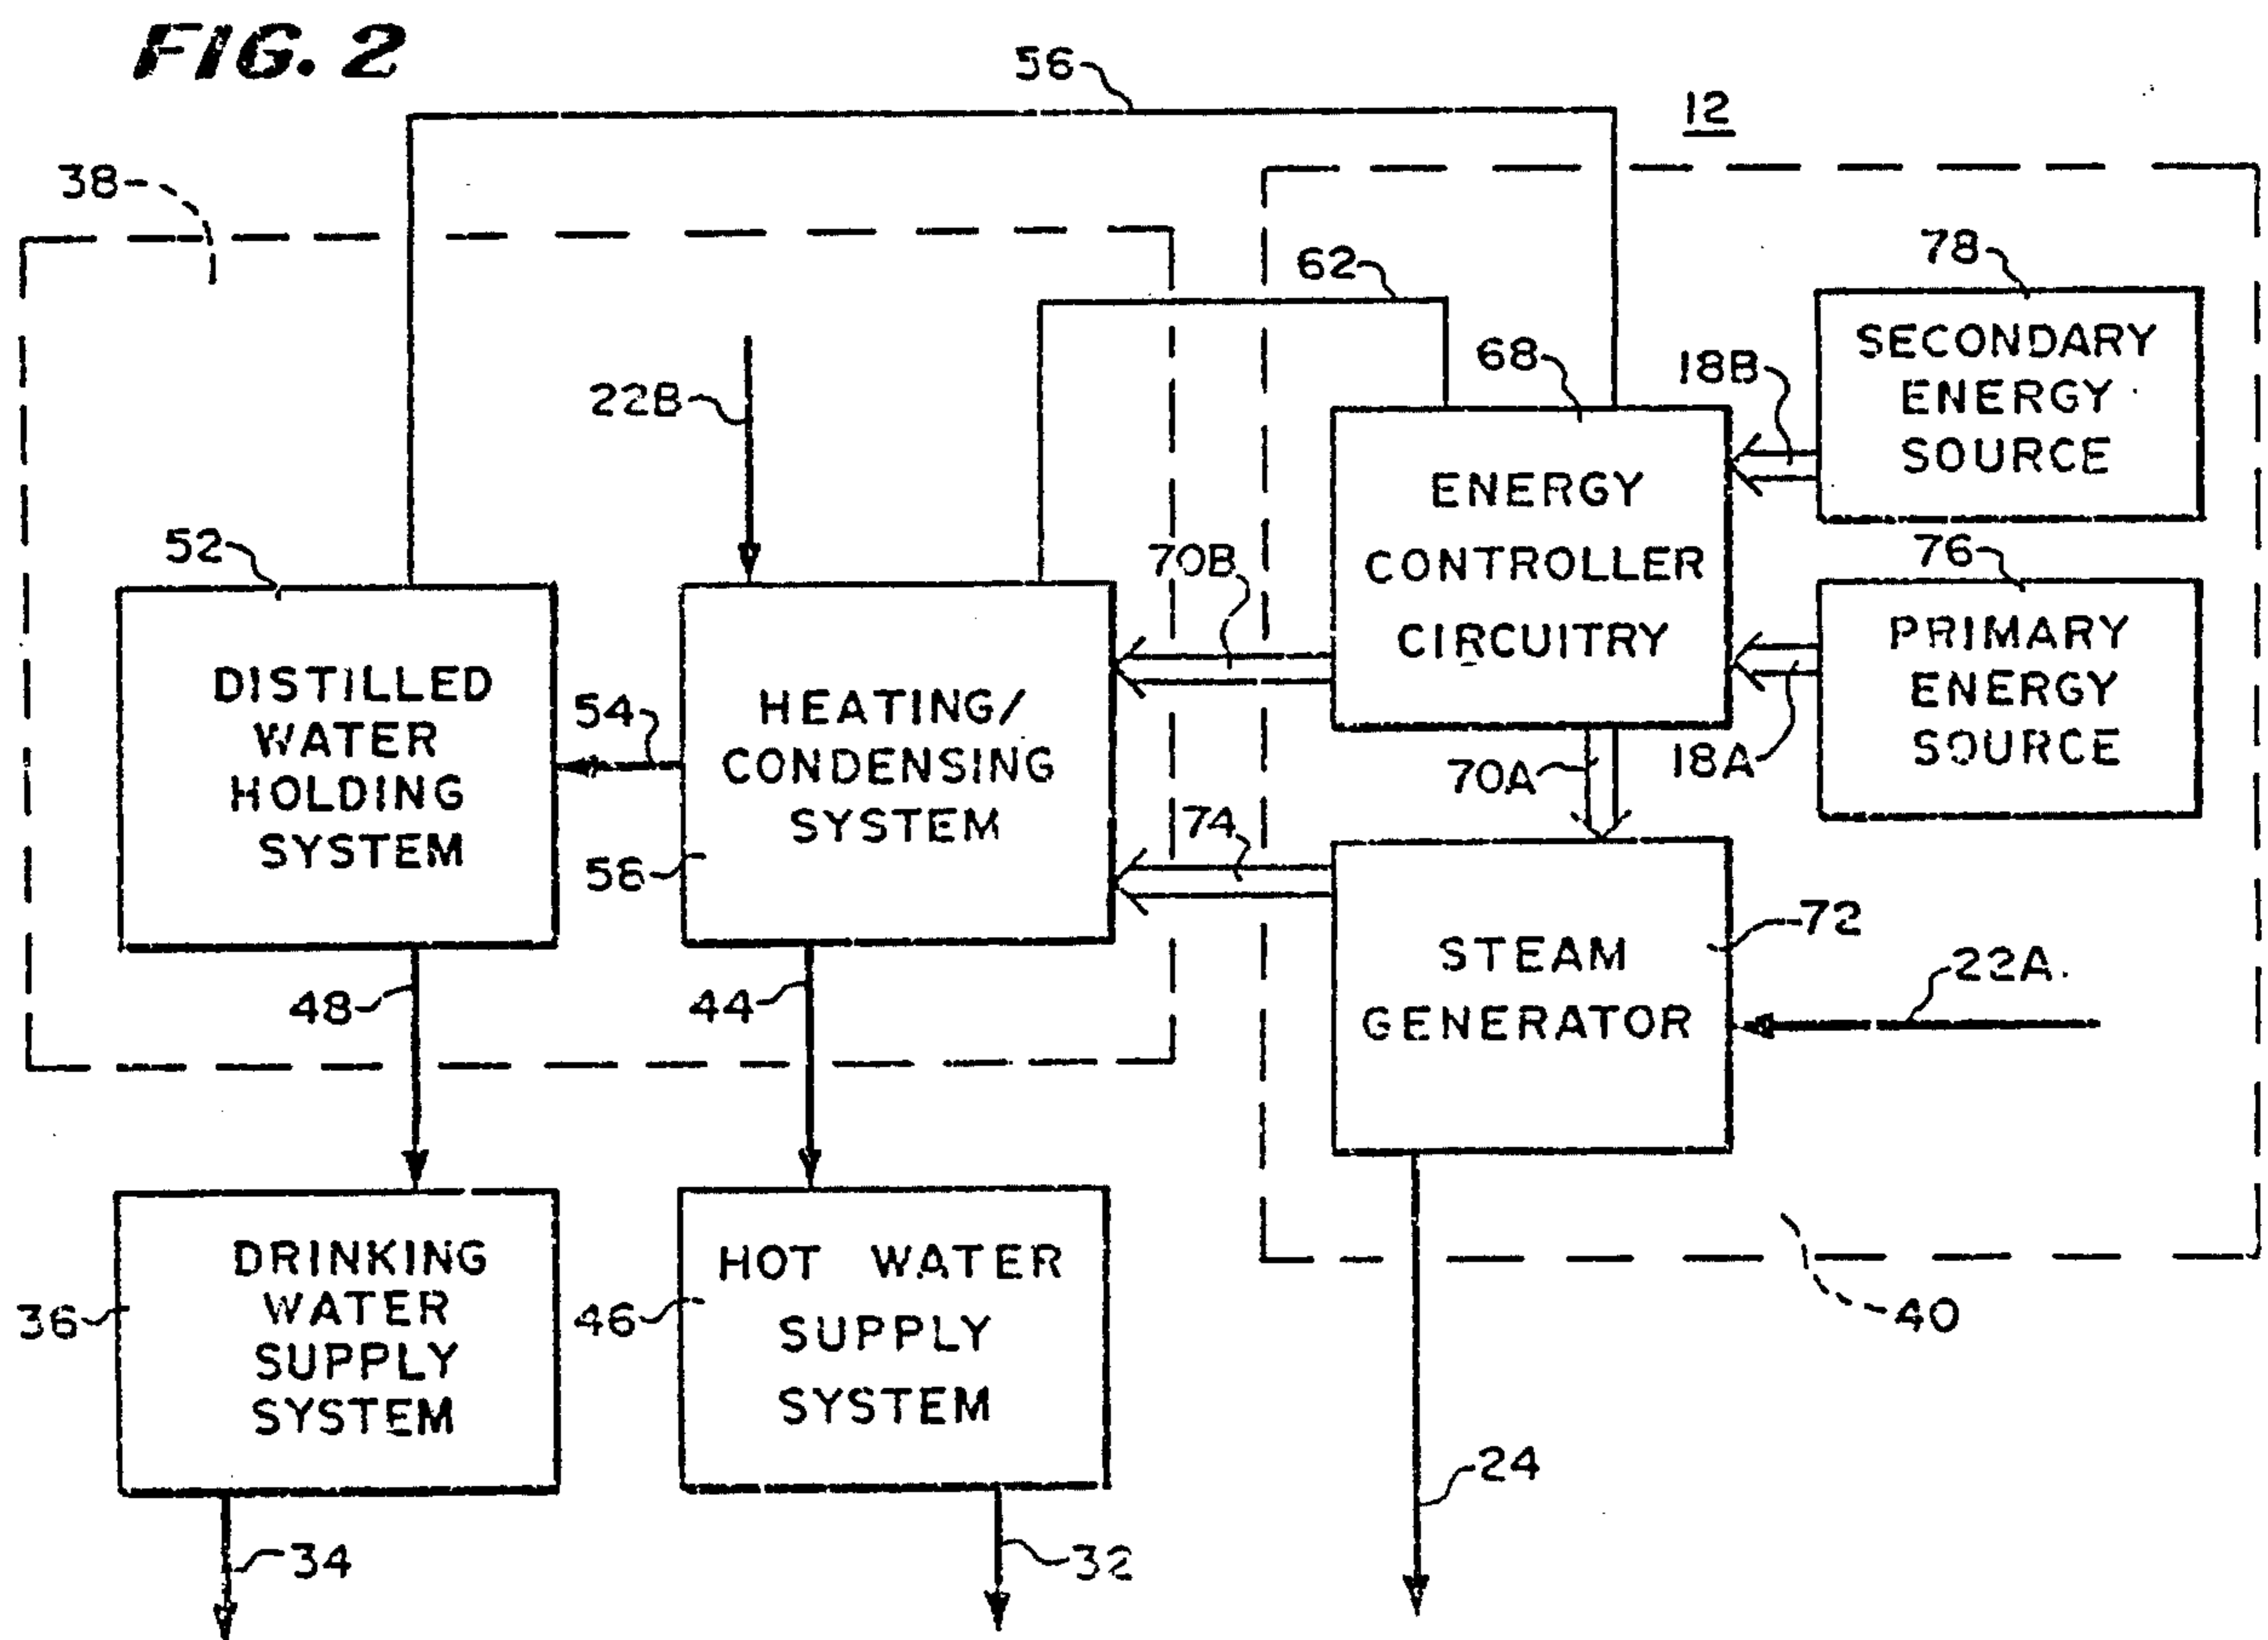 FIG. 2
56
12
38
62
78
SECONDARY
ENERGY
SOURCE
68
18B
22B
ENERGY
CONTROLLER
CIRCUITRY
52
70B
76
PRIMARY
ENERGY
SOURCE
DISTILLED
WATER
HOLDING
SYSTEM
54
HEATING/
CONDENSING
SYSTEM
56
70A
18A
74
STEAM
GENERATOR
72
22A
48
44
DRINKING
WATER
SUPPLY
SYSTEM
36
HOT WATER
SUPPLY
SYSTEM
46
40
24
34
32